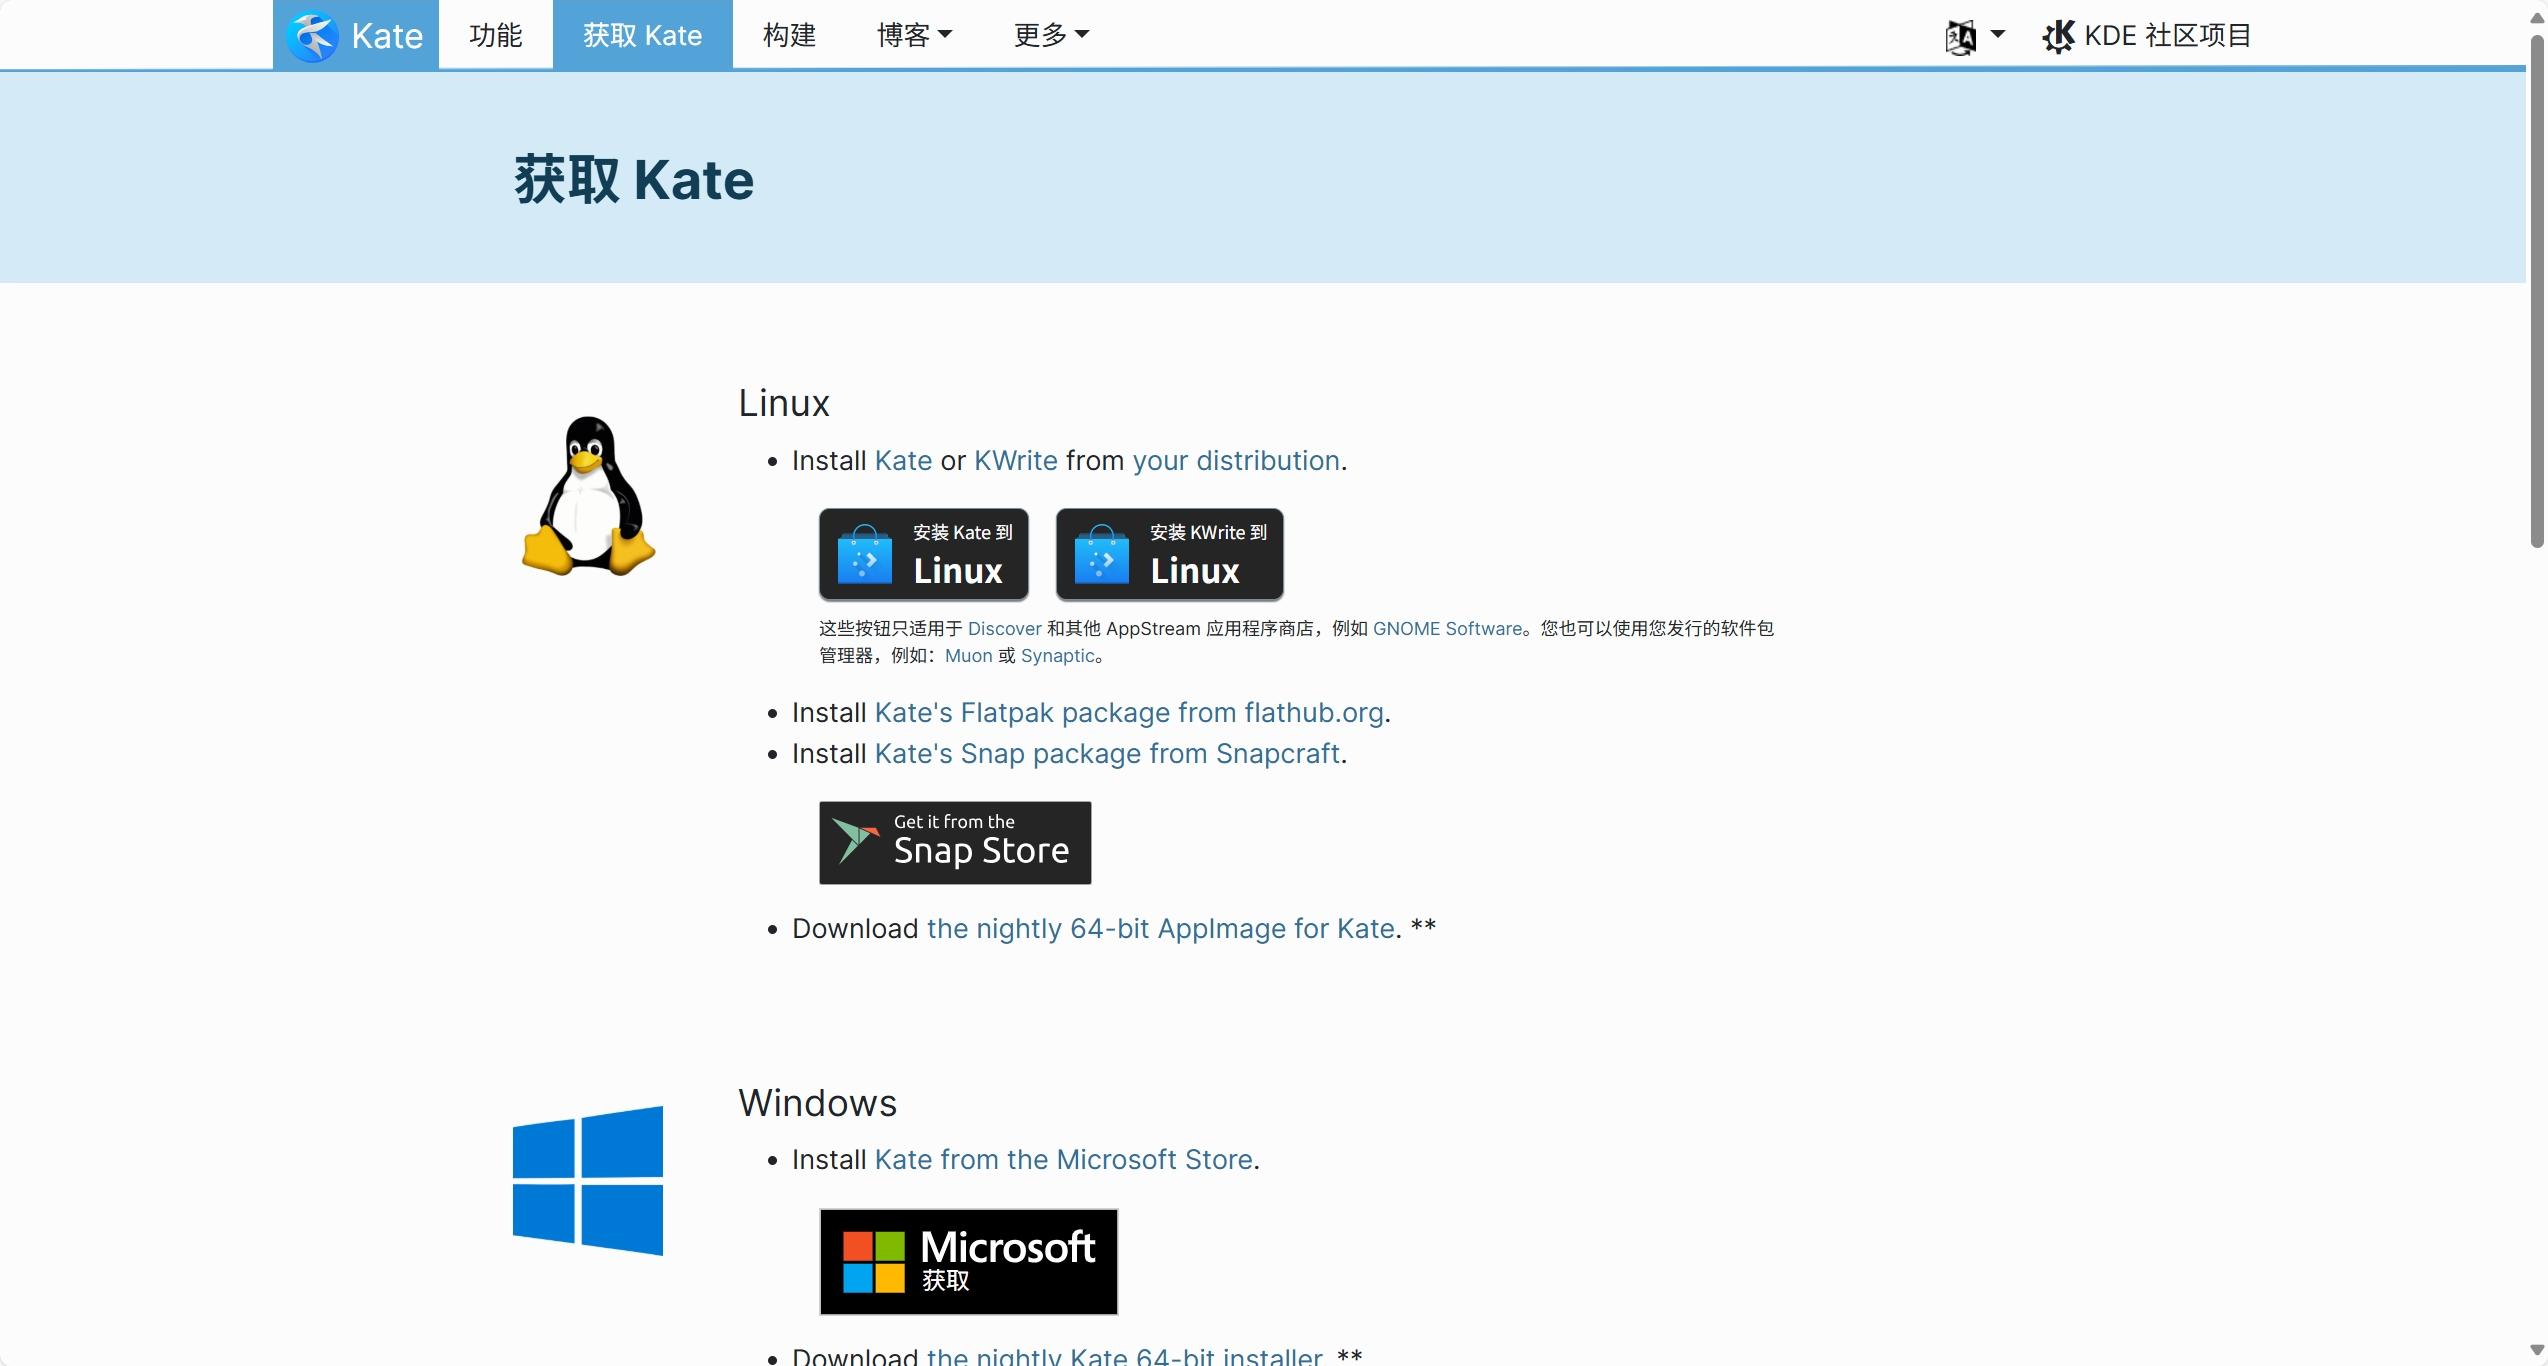 Kate 功能 获取 Kate 构建 博客 更多 KDE 社区项目
获取 Kate
Linux
Install Kate or KWrite from your distribution.
安装 Kate 到
Linux
安装 KWrite 到
Linux
这些按钮只适用于 Discover 和其他 AppStream 应用程序商店，例如 GNOME Software。您也可以使用您发行的软件包
管理器，例如：Muon 或 Synaptic。
Install Kate's Flatpak package from flathub.org.
Install Kate's Snap package from Snapcraft.
Get it from the
Snap Store
Download the nightly 64-bit AppImage for Kate. **
Windows
Install Kate from the Microsoft Store.
Microsoft
获取
Download the nightly Kate 64-bit installer. **